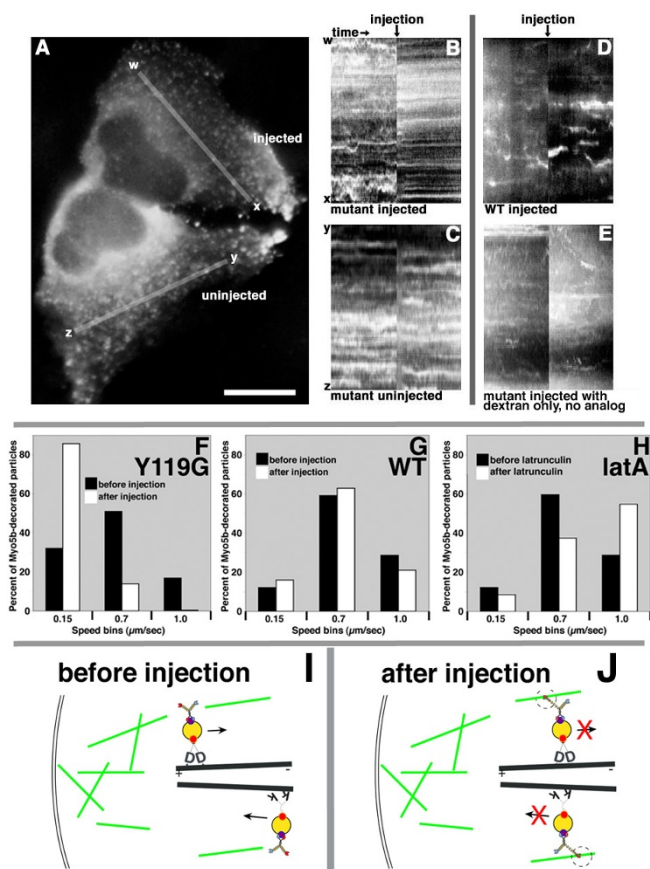 A
w
injected
x
y
uninjected
z
injection
time→
w
B
x
mutant injected
y
C
z
mutant uninjected
injection
D
WT injected
E
mutant injected with
dextran only, no analog
F
Y119G
before injection
after injection
Percent of Myo5b-decorated particles
80
60
40
20
0
0.15
0.7
1.0
Speed bins (µm/sec)
G
WT
before injection
after injection
Percent of Myo5b-decorated particles
80
60
40
20
0
0.15
0.7
1.0
Speed bins (µm/sec)
H
latA
before latrunculin
after latrunculin
Percent of Myo5b-decorated particles
80
60
40
20
0
0.15
0.7
1.0
Speed bins (µm/sec)
before injection
I
DD
+
-
K K
after injection
J
X
DD
+
-
K K
X